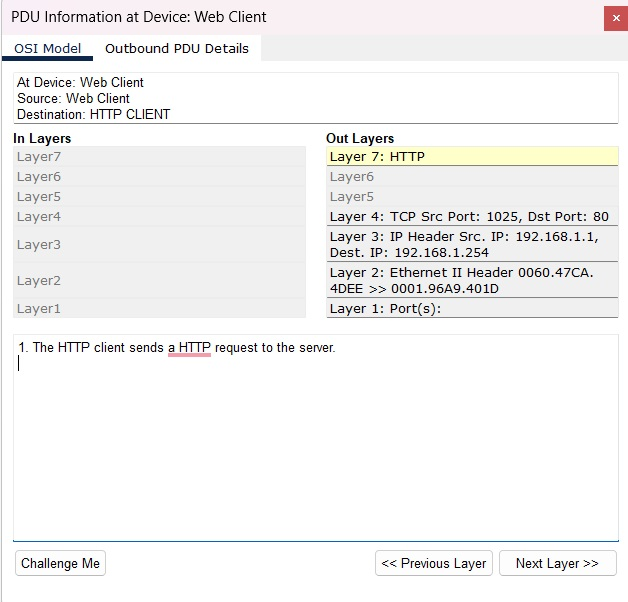 PDU Information at Device: Web Client
×
OSI Model
Outbound PDU Details
At Device: Web Client
Source: Web Client
Destination: HTTP CLIENT
In Layers
Layer7
Layer6
Layer5
Layer4
Layer3
Layer2
Layer1
Out Layers
Layer 7: HTTP
Layer6
Layer5
Layer 4: TCP Src Port: 1025, Dst Port: 80
Layer 3: IP Header Src. IP: 192.168.1.1,
Dest. IP: 192.168.1.254
Layer 2: Ethernet II Header 0060.47CA.
4DEE >> 0001.96A9.401D
Layer 1: Port(s):
1. The HTTP client sends a HTTP request to the server.
Challenge Me
<< Previous Layer
Next Layer >>